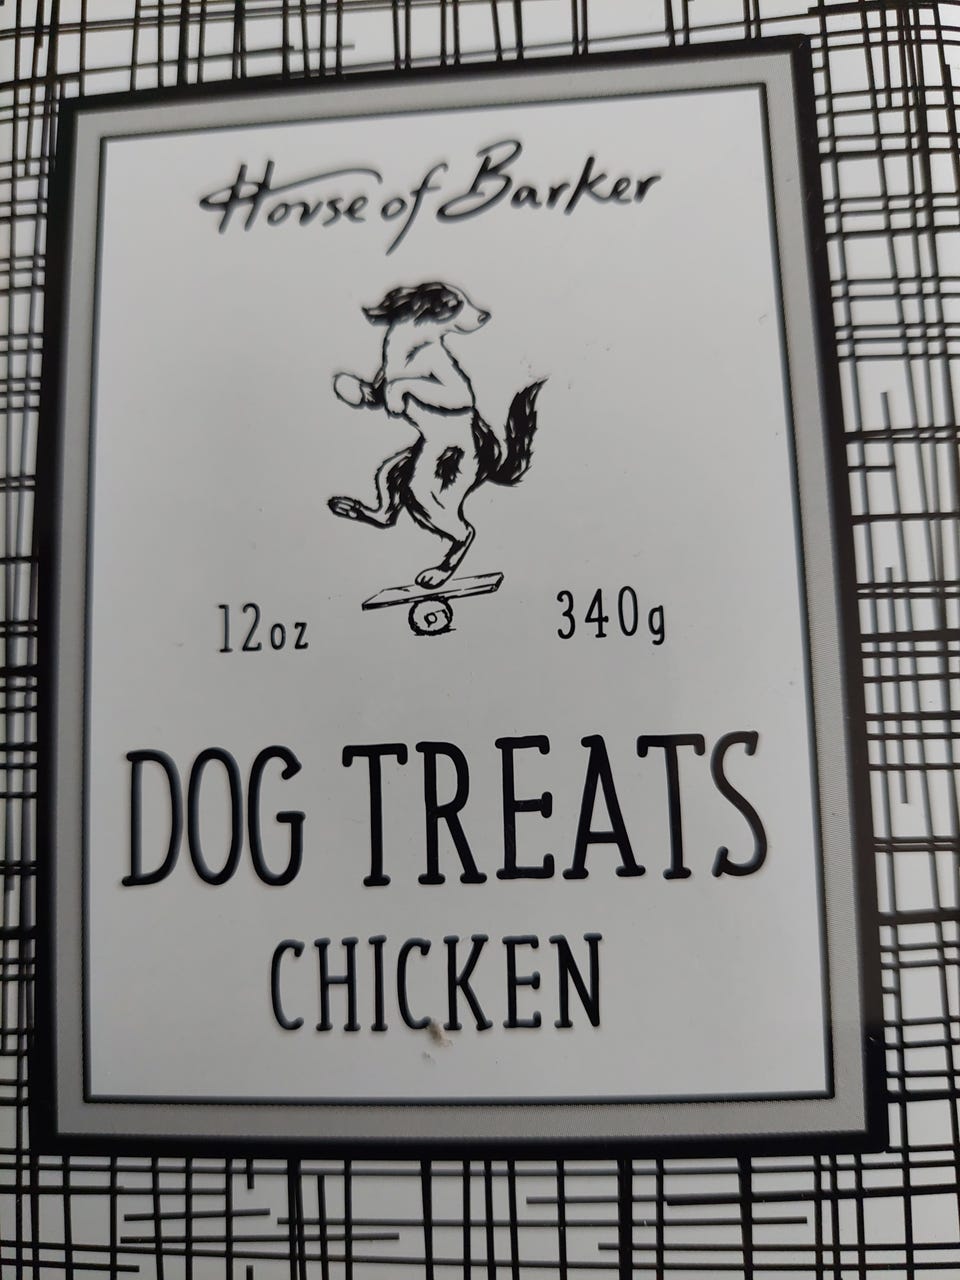 House of Barker
12oz 340g
DOG TREATS
CHICKEN